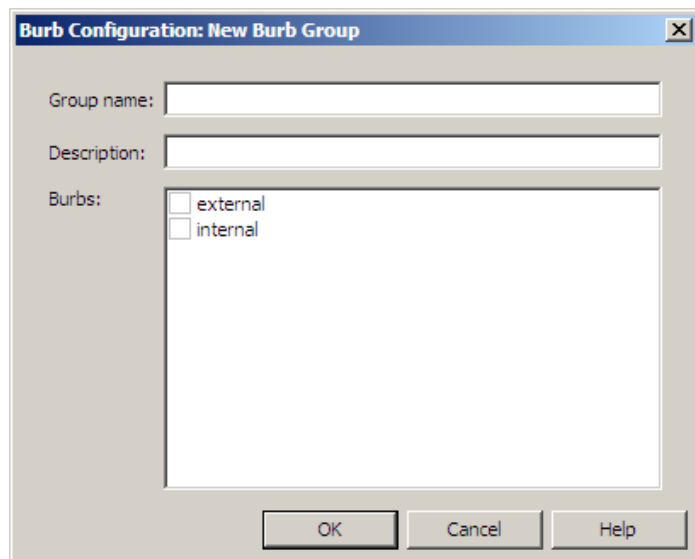 Burb Configuration: New Burb Group
Group name:
Description:
Burbs:
external
internal
OK Cancel Help